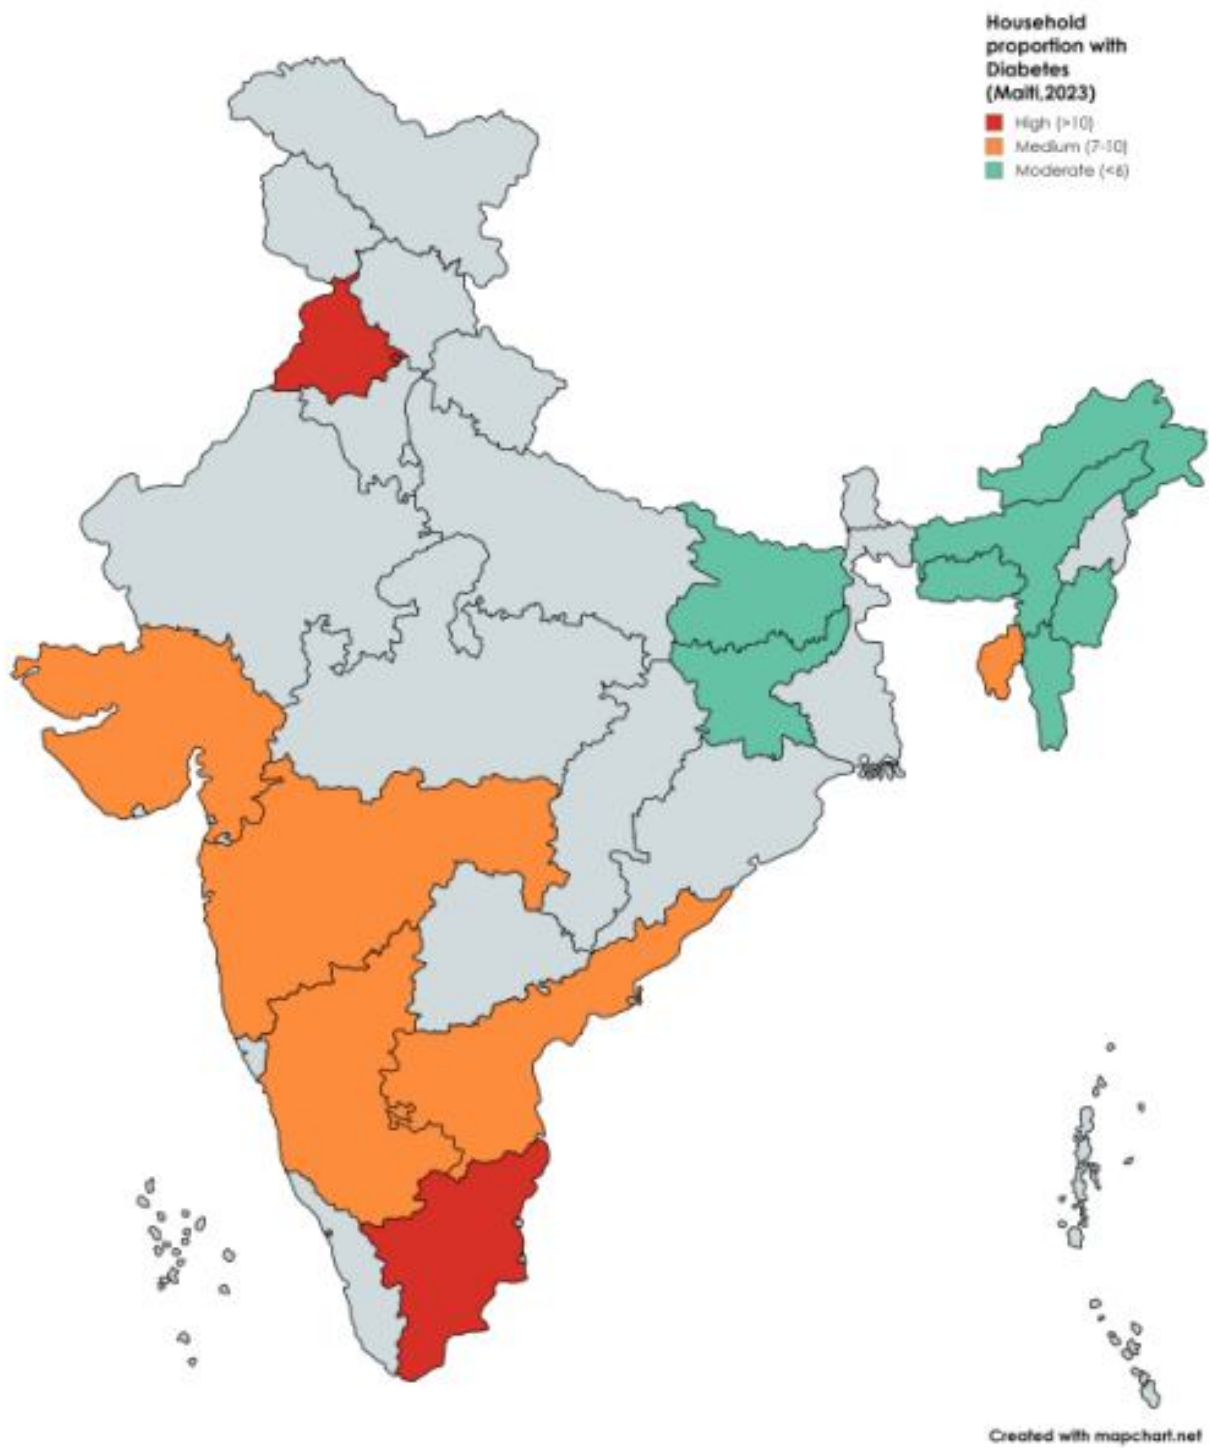 Household
proportion with
Diabetes
(Maiti,2023)
High (>10)
Medium (7-10)
Moderate (<6)
Created with mapchart.net